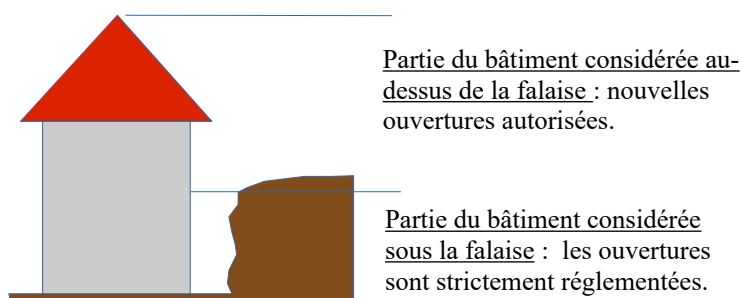 Partie du bâtiment considérée au-
dessus de la falaise : nouvelles
ouvertures autorisées.
Partie du bâtiment considérée
sous la falaise : les ouvertures
sont strictement réglementées.